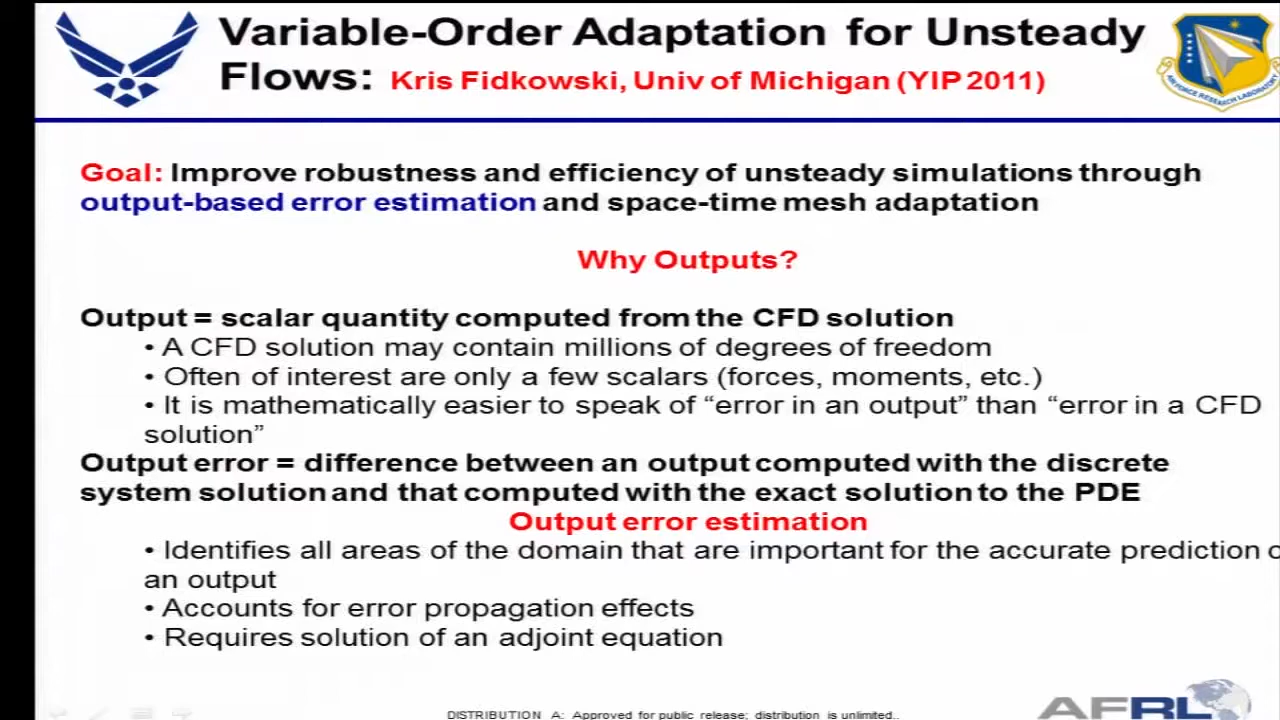 Variable-Order Adaptation for Unsteady
Flows: Kris Fidkowski, Univ of Michigan (YIP 2011)
AIR FORCE RESEARCH LABORATORY
Goal: Improve robustness and efficiency of unsteady simulations through
output-based error estimation and space-time mesh adaptation
Why Outputs?
Output = scalar quantity computed from the CFD solution
• A CFD solution may contain millions of degrees of freedom
• Often of interest are only a few scalars (forces, moments, etc.)
• It is mathematically easier to speak of “error in an output” than “error in a CFD
solution”
Output error = difference between an output computed with the discrete
system solution and that computed with the exact solution to the PDE
Output error estimation
• Identifies all areas of the domain that are important for the accurate prediction
an output
• Accounts for error propagation effects
• Requires solution of an adjoint equation
DISTRIBUTION A: Approved for public release; distribution is unlimited..
AFRL